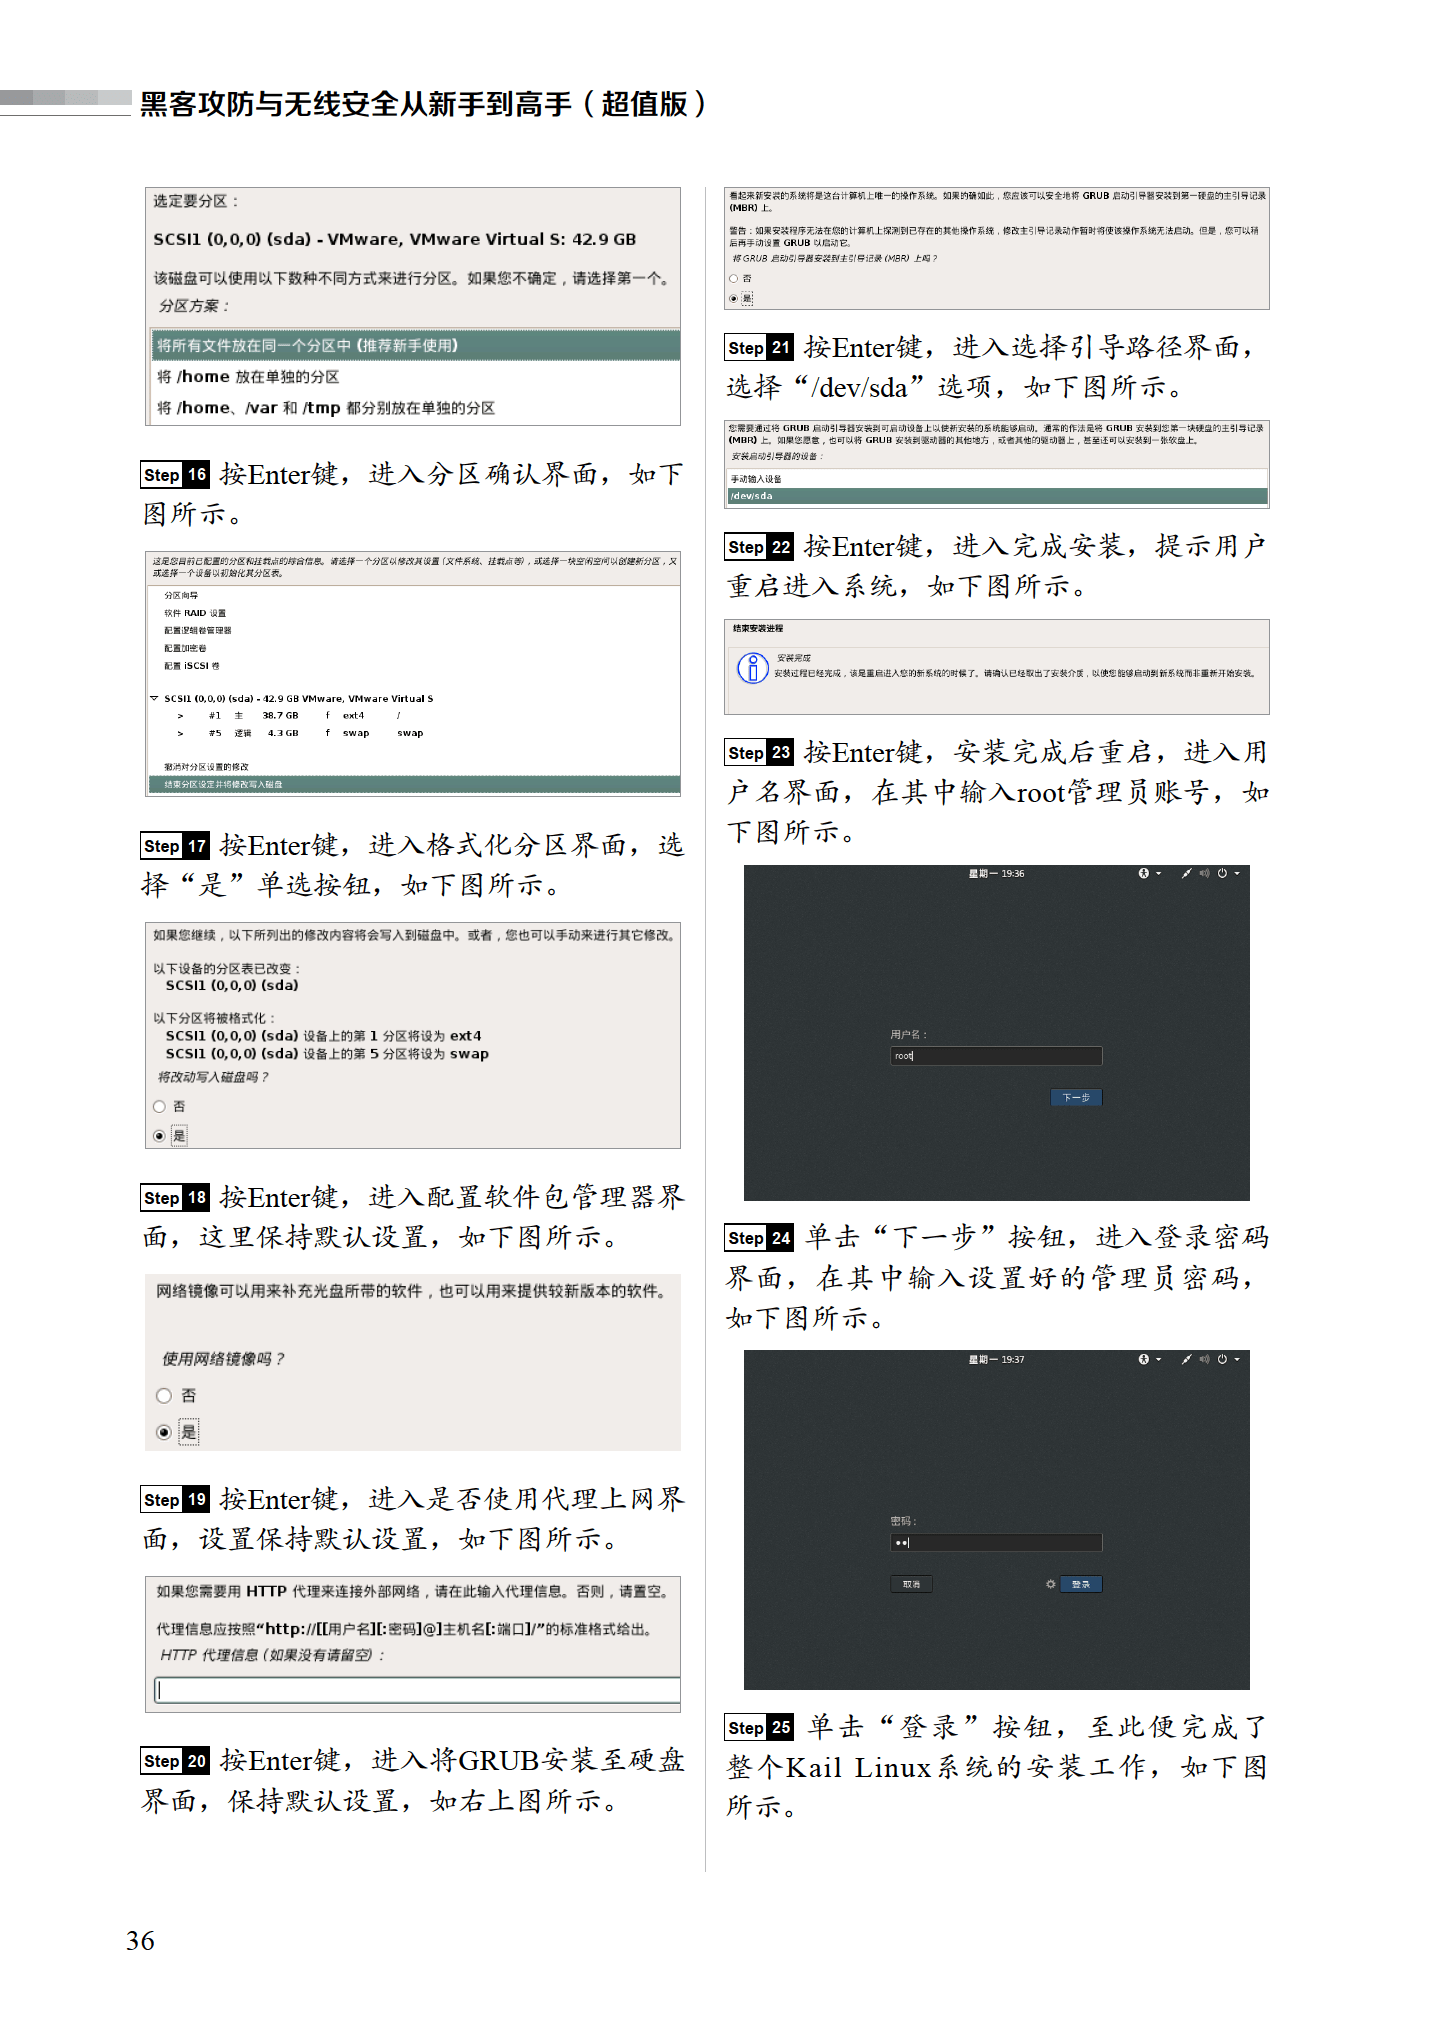 黑客攻防与无线安全从新手到高手（超值版）
选定要分区：
SCSI1 (0,0,0) (sda) - VMware, VMware Virtual S: 42.9 GB
该磁盘可以使用以下数种不同方式来进行分区。如果您不确定，请选择第一个。
分区方案：
将所有文件放在同一个分区中 (推荐新手使用)
将 /home 放在单独的分区
将 /home、/var 和 /tmp 都分别放在单独的分区
Step 16 按Enter键，进入分区确认界面，如下
图所示。
这是您目前已配置的分区和挂载点的综合信息。请选择一个分区以修改其设置（文件系统、挂载点等），或选择一块空闲空间以创建新分区，又
或选择一个设备以初始化其分区表。
分区向导
软件 RAID 设置
配置逻辑卷管理器
配置加密卷
配置 iSCSI 卷
SCSI1 (0,0,0) (sda) - 42.9 GB VMware, VMware Virtual S
> #1 主 38.7 GB f ext4 /
> #5 逻辑 4.3 GB f swap swap
撤消对分区设置的修改
结束分区设定并将修改写入磁盘
Step 17 按Enter键，进入格式化分区界面，选
择“是”单选按钮，如下图所示。
如果您继续，以下所列出的修改内容将会写入到磁盘中。或者，您也可以手动来进行其它修改。
以下设备的分区表已改变：
SCSI1 (0,0,0) (sda)
以下分区将被格式化：
SCSI1 (0,0,0) (sda) 设备上的第 1 分区将设为 ext4
SCSI1 (0,0,0) (sda) 设备上的第 5 分区将设为 swap
将改动写入磁盘吗？
否
是
Step 18 按Enter键，进入配置软件包管理器界
面，这里保持默认设置，如下图所示。
网络镜像可以用来补充光盘所带的软件，也可以用来提供较新版本的软件。
使用网络镜像吗？
否
是
Step 19 按Enter键，进入是否使用代理上网界
面，设置保持默认设置，如下图所示。
如果您需要用 HTTP 代理来连接外部网络，请在此输入代理信息。否则，请置空。
代理信息应按照“http://[[用户名][:密码]@]主机名[:端口]/”的标准格式给出。
HTTP 代理信息（如果没有请留空）：
Step 20 按Enter键，进入将GRUB安装至硬盘
界面，保持默认设置，如右上图所示。
看起来新安装的系统将是这台计算机上唯一的操作系统。如果的确如此，您应该可以安全地将 GRUB 启动引导器安装到第一硬盘的主引导记录
(MBR) 上。
警告：如果安装程序无法在您的计算机上探测到已存在的其他操作系统，修改主引导记录动作暂时将使该操作系统无法启动。但是，您可以稍
后再手动设置 GRUB 以启动它。
将 GRUB 启动引导器安装到主引导记录 (MBR) 上吗？
否
是
Step 21 按Enter键，进入选择引导路径界面，
选择“/dev/sda”选项，如下图所示。
您需要通过将 GRUB 启动引导器安装到可启动设备上以使新安装的系统能够启动。通常的作法是将 GRUB 安装到您第一块硬盘的主引导记录
(MBR) 上。如果您愿意，也可以将 GRUB 安装到驱动器的其他地方，或者其他的驱动器上，甚至还可以安装到一张软盘上。
安装启动引导器的设备：
手动输入设备
/dev/sda
Step 22 按Enter键，进入完成安装，提示用户
重启进入系统，如下图所示。
结束安装进程
安装完成
安装过程已经完成，该是重启进入您的新系统的时候了。请确认已经取出了安装介质，以便您能够启动到新系统而非重新开始安装。
Step 23 按Enter键，安装完成后重启，进入用
户名界面，在其中输入root管理员账号，如
下图所示。
星期一 19:36
用户名：
root
下一步
Step 24 单击“下一步”按钮，进入登录密码
界面，在其中输入设置好的管理员密码，
如下图所示。
星期一 19:37
密码：
●●
取消 登录
Step 25 单击“登录”按钮，至此便完成了
整个Kail Linux系统的安装工作，如下图
所示。
36